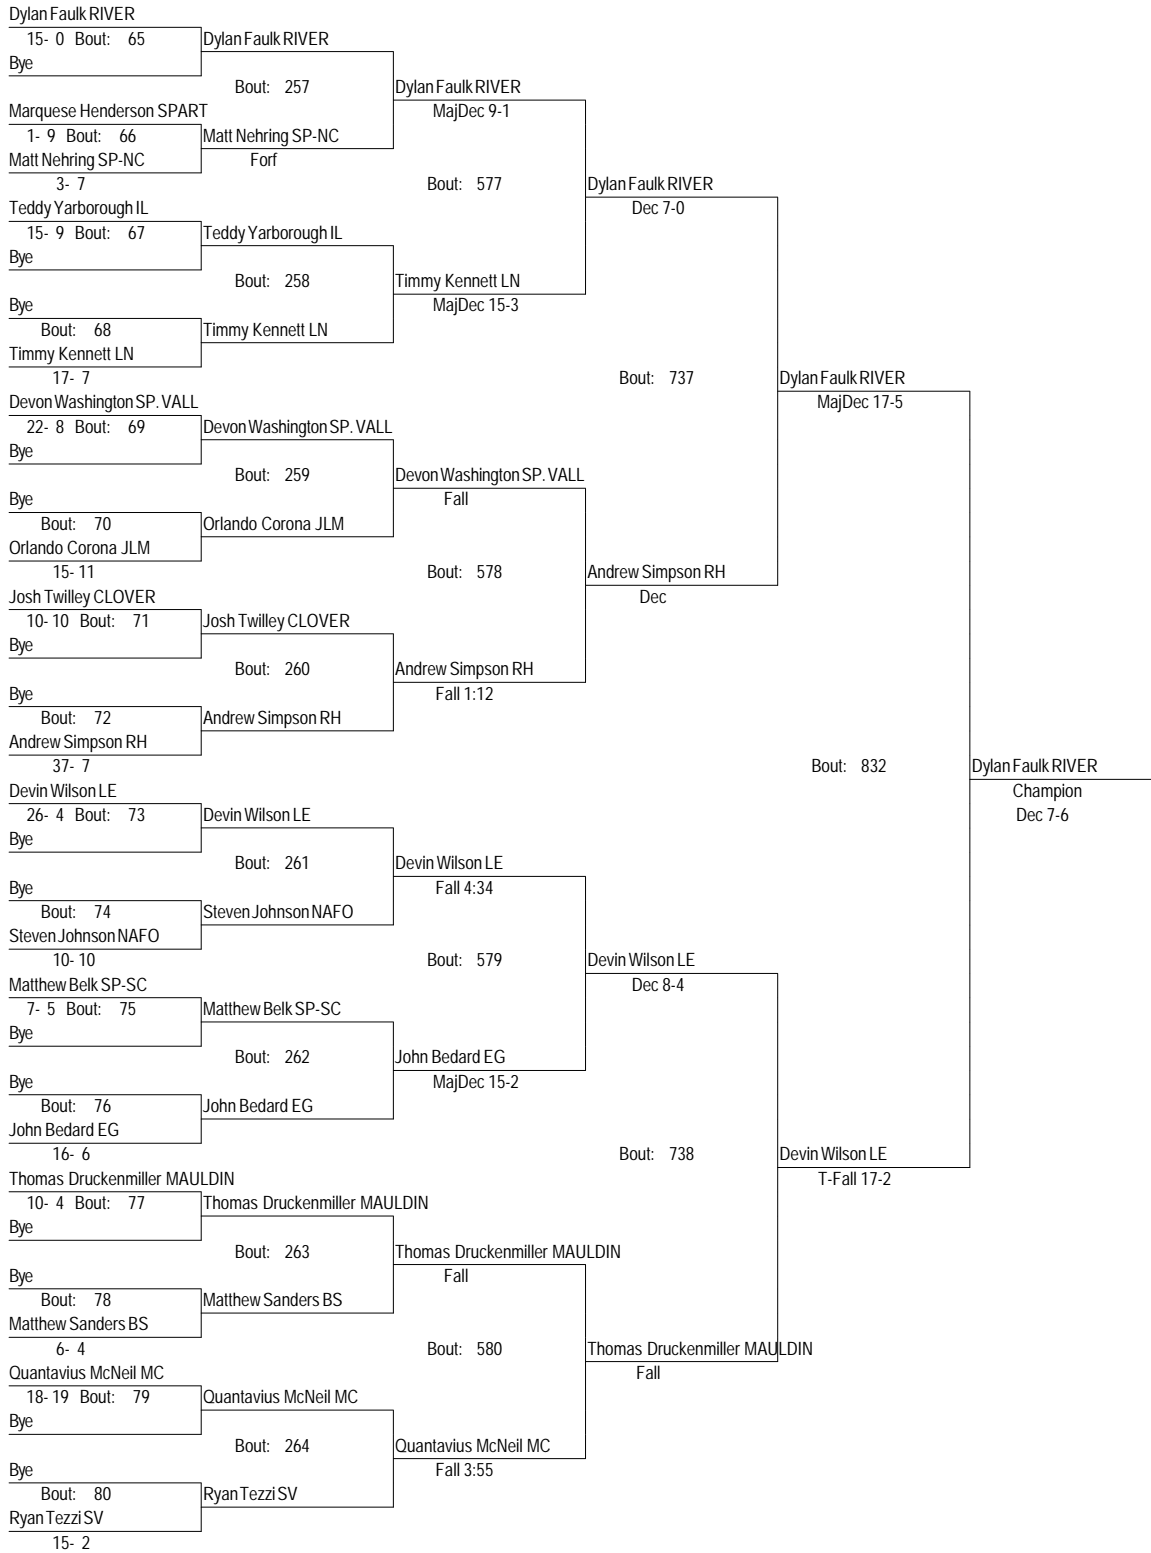 Dylan Faulk RIVER
15- 0 Bout: 65 Dylan Faulk RIVER
Bye
Bout: 257 Dylan Faulk RIVER
Marquese Henderson SPART MajDec 9-1
1- 9 Bout: 66 Matt Nehring SP-NC
Matt Nehring SP-NC Forf
3- 7 Bout: 577 Dylan Faulk RIVER
Teddy Yarborough IL Dec 7-0
15- 9 Bout: 67 Teddy Yarborough IL
Bye
Bout: 258 Timmy Kennett LN
Bye MajDec 15-3
Bout: 68 Timmy Kennett LN
Timmy Kennett LN
17- 7 Bout: 737 Dylan Faulk RIVER
Devon Washington SP. VALL MajDec 17-5
22- 8 Bout: 69 Devon Washington SP. VALL
Bye
Bout: 259 Devon Washington SP. VALL
Bye Fall
Bout: 70 Orlando Corona JLM
Orlando Corona JLM
15- 11 Bout: 578 Andrew Simpson RH
Josh Twilley CLOVER Dec
10- 10 Bout: 71 Josh Twilley CLOVER
Bye
Bout: 260 Andrew Simpson RH
Bye Fall 1:12
Bout: 72 Andrew Simpson RH
Andrew Simpson RH
37- 7 Bout: 832 Dylan Faulk RIVER
Devin Wilson LE Champion
26- 4 Bout: 73 Devin Wilson LE Dec 7-6
Bye
Bout: 261 Devin Wilson LE
Bye Fall 4:34
Bout: 74 Steven Johnson NAFO
Steven Johnson NAFO
10- 10 Bout: 579 Devin Wilson LE
Matthew Belk SP-SC Dec 8-4
7- 5 Bout: 75 Matthew Belk SP-SC
Bye
Bout: 262 John Bedard EG
Bye MajDec 15-2
Bout: 76 John Bedard EG
John Bedard EG
16- 6 Bout: 738 Devin Wilson LE
Thomas Druckenmiller MAULDIN T-Fall 17-2
10- 4 Bout: 77 Thomas Druckenmiller MAULDIN
Bye
Bout: 263 Thomas Druckenmiller MAULDIN
Bye Fall
Bout: 78 Matthew Sanders BS
Matthew Sanders BS
6- 4 Bout: 580 Thomas Druckenmiller MAULDIN
Quantavius McNeil MC Fall
18- 19 Bout: 79 Quantavius McNeil MC
Bye
Bout: 264 Quantavius McNeil MC
Bye Fall 3:55
Bout: 80 Ryan Tezzi SV
Ryan Tezzi SV
15- 2